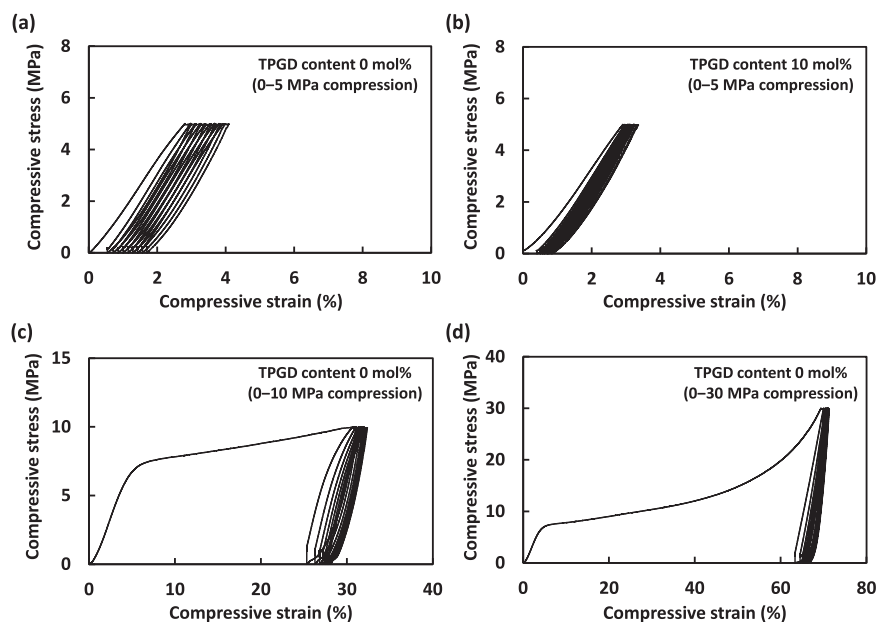 (a)
TPGD content 0 mol%
(0–5 MPa compression)
Compressive stress (MPa)
8
6
4
2
0
0 2 4 6 8 10
Compressive strain (%)
(b)
TPGD content 10 mol%
(0–5 MPa compression)
Compressive stress (MPa)
8
6
4
2
0
0 2 4 6 8 10
Compressive strain (%)
(c)
TPGD content 0 mol%
(0–10 MPa compression)
Compressive stress (MPa)
15
10
5
0
0 10 20 30 40
Compressive strain (%)
(d)
TPGD content 0 mol%
(0–30 MPa compression)
Compressive stress (MPa)
40
30
20
10
0
0 20 40 60 80
Compressive strain (%)